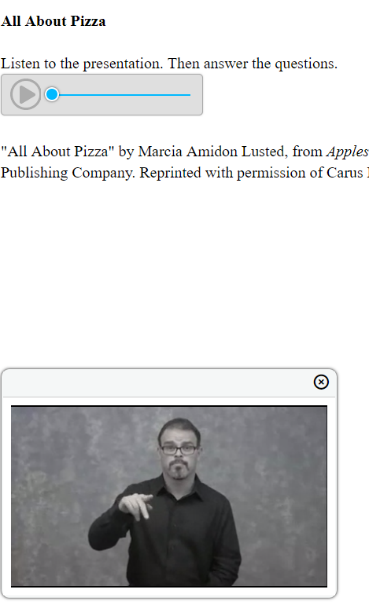 All About Pizza
Listen to the presentation. Then answer the questions.
"All About Pizza" by Marcia Amidon Lusted, from Apples
Publishing Company. Reprinted with permission of Carus